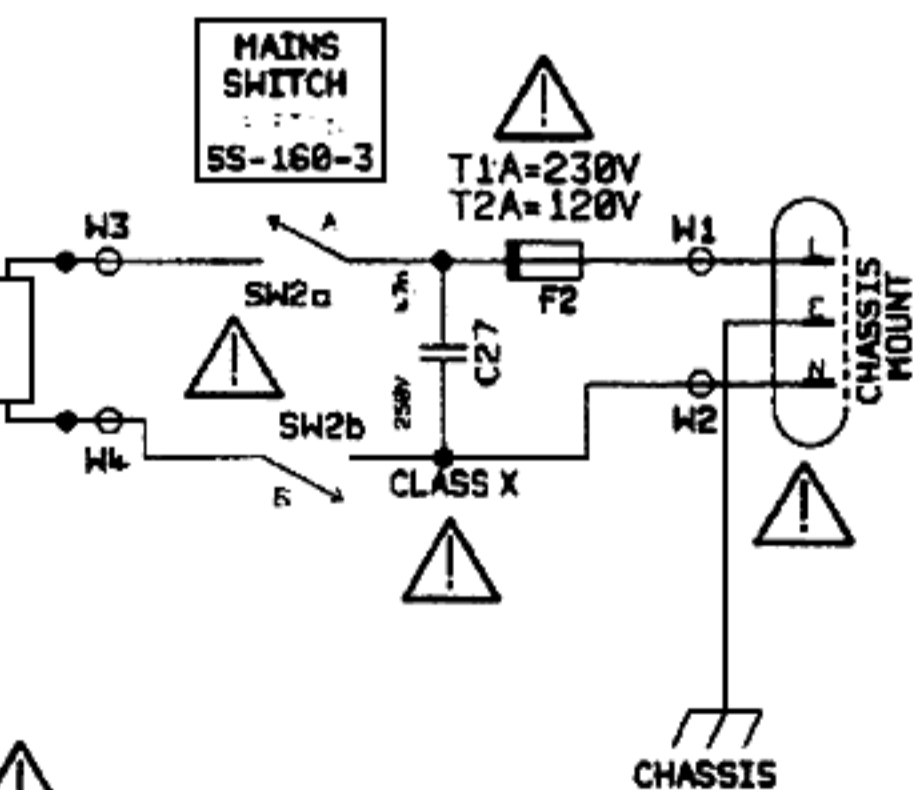 MAINS
SWITCH
SS-160-3
T1A=230V
T2A=120V
W3
A
W1
L
SW2a
F2
E
CHASSIS
MOUNT
C27
250V
N
SW2b
W2
W4
B
CLASS X
CHASSIS